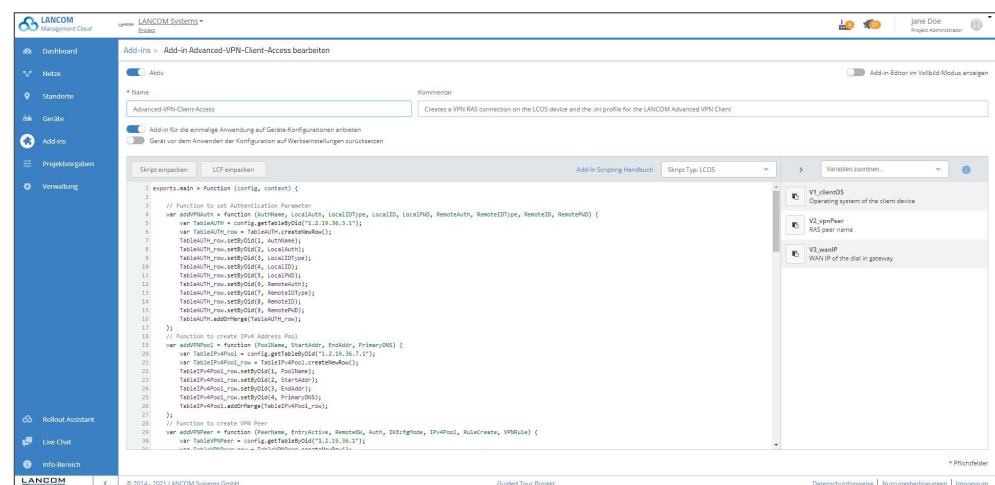 LANCOM
Management Cloud
LANCOM Systems
Project
Jane Doe
Project Administrator
Dashboard
Netze
Standorte
Geräte
Add-ins
Projektvorgaben
Verwaltung
Rollout Assistant
Live Chat
Info-Bereich
LANCOM
<
Add-ins > Add-in Advanced-VPN-Client-Access bearbeiten
Aktiv
Add-in-Editor im Vollbild-Modus anzeigen
* Name
Kommentar
Advanced-VPN-Client-Access
Creates a VPN RAS connection on the LCOS device and the .ini profile for the LANCOM Advanced VPN Client
Add-in für die einmalige Anwendung auf Geräte-Konfigurationen anbieten
Gerät vor dem Anwenden der Konfiguration auf Werkseinstellungen zurücksetzen
Skript einpacken
LCF einpacken
Add-In Scripting Handbuch
Skript Typ: LCOS
>
Variablen zuordnen...
V1_clientOS
Operating system of the client device
V2_vpnPeer
RAS peer name
V3_wanIP
WAN IP of the dial in gateway
1 exports.main = function (config, context) {
2
3 // Function to set Authentication Parameter
4 var addVPNAuth = function (AuthName, LocalAuth, LocalIDType, LocalID, LocalPWD, RemoteAuth, RemoteIDType, RemoteID, RemotePWD) {
5 var TableAUTH = config.getTableByOid("1.2.19.36.3.1");
6 var TableAUTH_row = TableAUTH.createNewRow();
7 TableAUTH_row.setByOid(1, AuthName);
8 TableAUTH_row.setByOid(2, LocalAuth);
9 TableAUTH_row.setByOid(3, LocalIDType);
10 TableAUTH_row.setByOid(4, LocalID);
11 TableAUTH_row.setByOid(5, LocalPWD);
12 TableAUTH_row.setByOid(6, RemoteAuth);
13 TableAUTH_row.setByOid(7, RemoteIDType);
14 TableAUTH_row.setByOid(8, RemoteID);
15 TableAUTH_row.setByOid(9, RemotePWD);
16 TableAUTH.addOrMerge(TableAUTH_row);
17 };
18 // Function to create IPv4 Address Pool
19 var addVPNPool = function (PoolName, StartAddr, EndAddr, PrimaryDNS) {
20 var TableIPv4Pool = config.getTableByOid("1.2.19.36.7.1");
21 var TableIPv4Pool_row = TableIPv4Pool.createNewRow();
22 TableIPv4Pool_row.setByOid(1, PoolName);
23 TableIPv4Pool_row.setByOid(2, StartAddr);
24 TableIPv4Pool_row.setByOid(3, EndAddr);
25 TableIPv4Pool_row.setByOid(4, PrimaryDNS);
26 TableIPv4Pool.addOrMerge(TableIPv4Pool_row);
27 };
28 // Function to create VPN Peer
29 var addVPNPeer = function (PeerName, EntryActive, RemoteGW, Auth, IKEcfgMode, IPv4Pool, RuleCreate, VPNRule) {
30 var TableVPNPeer = config.getTableByOid("1.2.19.36.1");
* Pflichtfelder
© 2014 - 2021 LANCOM Systems GmbH
Guided Tour Projekt
Datenschutzhinweise | Nutzungsbedingungen | Impressum